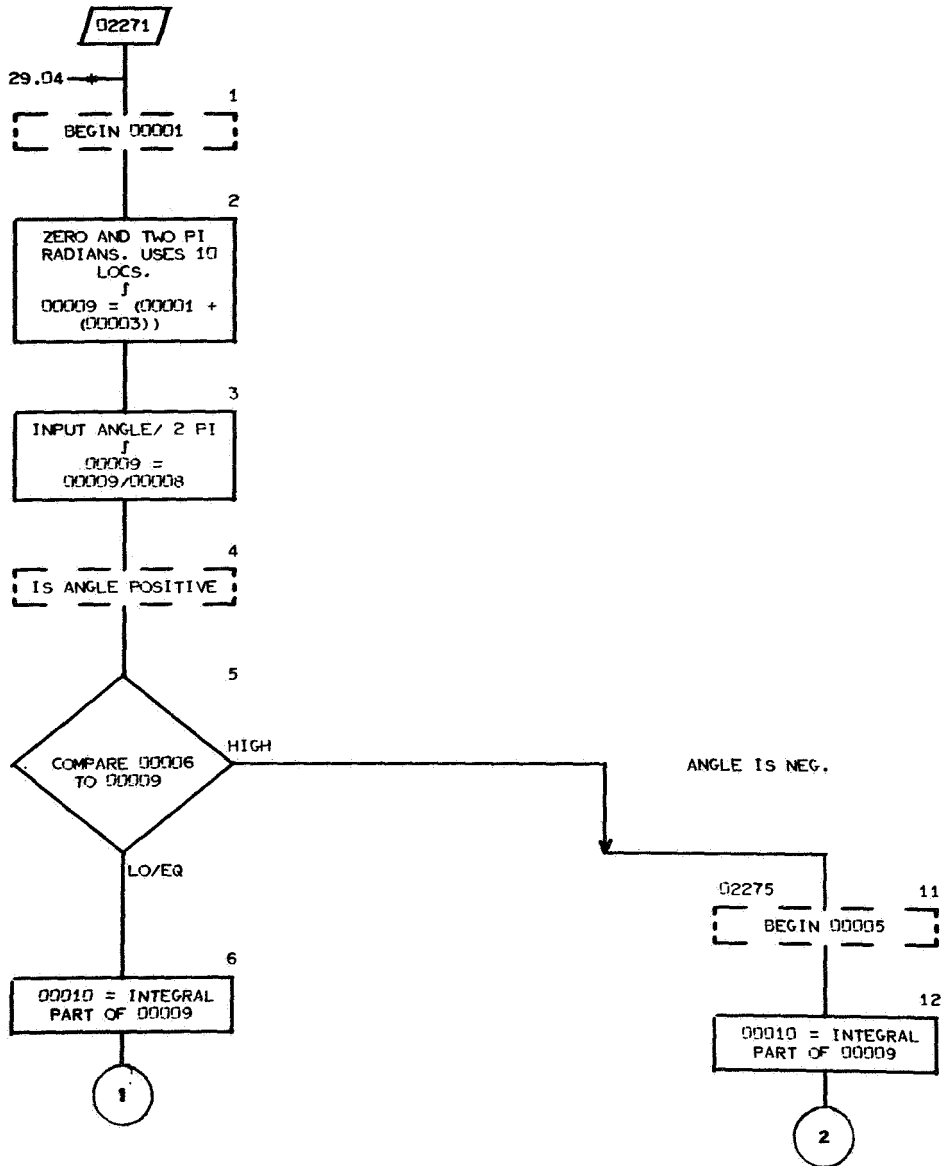 02271
29.04
1
BEGIN 00001
2
ZERO AND TWO PI
RADIANS. USES 10
LOCS.
∫
00009 = (00001 +
(00003))
3
INPUT ANGLE/ 2 PI
∫
00009 =
00009/00008
4
IS ANGLE POSITIVE
5
COMPARE 00006
TO 00009
HIGH
ANGLE IS NEG.
LO/EQ
02275
11
BEGIN 00005
6
00010 = INTEGRAL
PART OF 00009
12
00010 = INTEGRAL
PART OF 00009
1
2